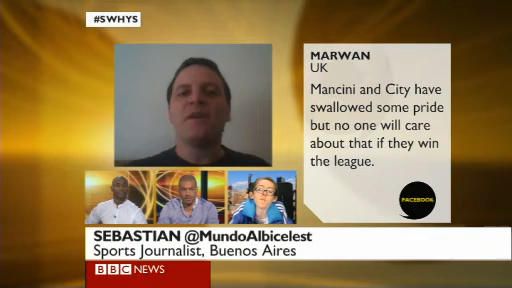 #SWHYS
MARWAN
UK
Mancini and City have
swallowed some pride
but no one will care
about that if they win
the league.
FACEBOOK
SEBASTIAN @MundoAlbicelest
Sports Journalist, Buenos Aires
BBC NEWS